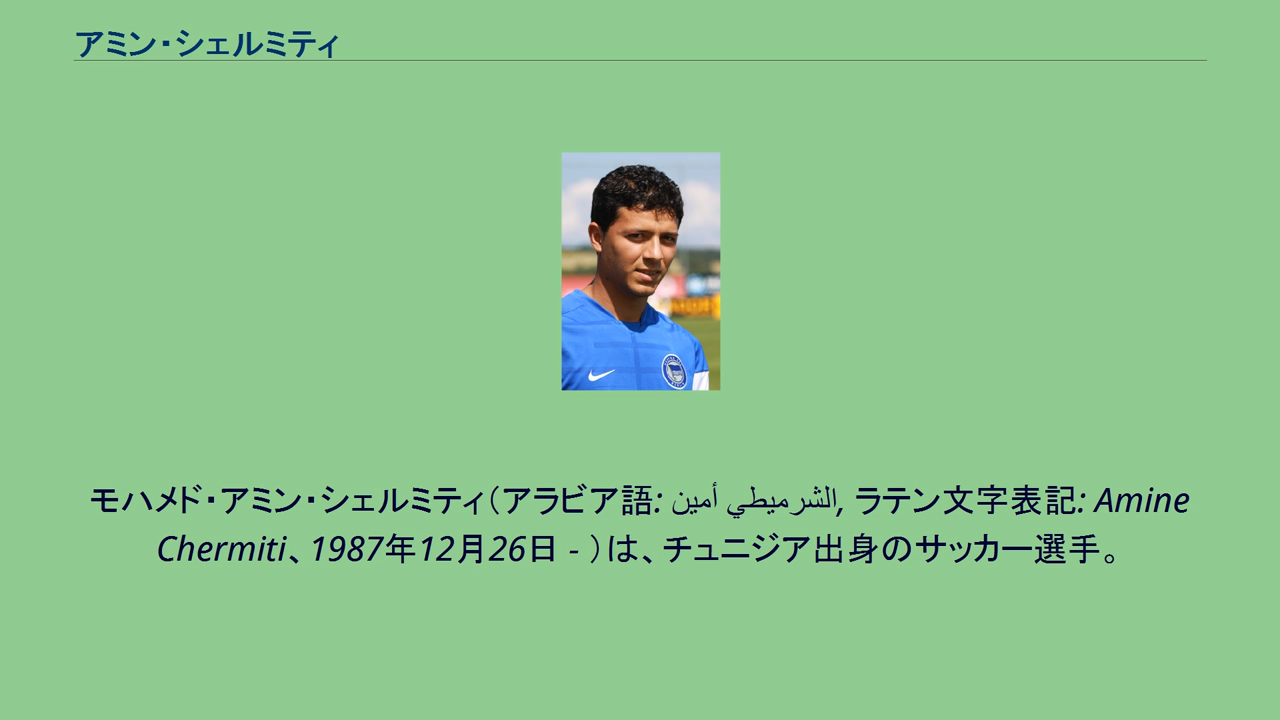 アミン・シェルミティ
モハメド・アミン・シェルミティ（アラビア語: الشرميطي أمين, ラテン文字表記: Amine
Chermiti、1987年12月26日 - ）は、チュニジア出身のサッカー選手。